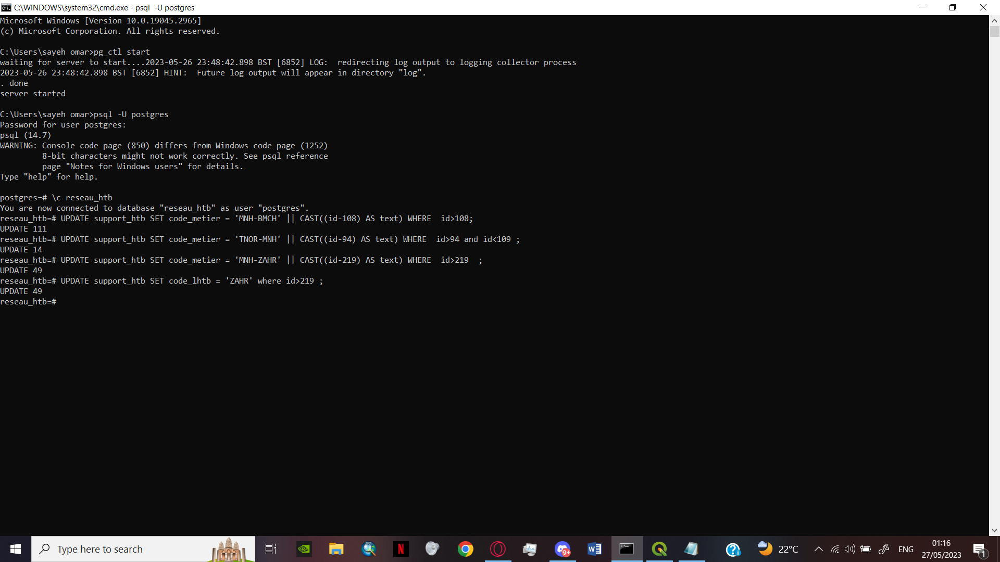 C:\WINDOWS\system32\cmd.exe - psql  -U postgres
Microsoft Windows [Version 10.0.19045.2965]
(c) Microsoft Corporation. All rights reserved.
C:\Users\sayeh omar>pg_ctl start
waiting for server to start....2023-05-26 23:48:42.898 BST [6852] LOG:  redirecting log output to logging collector process
2023-05-26 23:48:42.898 BST [6852] HINT:  Future log output will appear in directory "log".
. done
server started
C:\Users\sayeh omar>psql -U postgres
Password for user postgres:
psql (14.7)
WARNING: Console code page (850) differs from Windows code page (1252)
         8-bit characters might not work correctly. See psql reference
         page "Notes for Windows users" for details.
Type "help" for help.
postgres=# \c reseau_htb
You are now connected to database "reseau_htb" as user "postgres".
reseau_htb=# UPDATE support_htb SET code_metier = 'MNH-BMCH' || CAST((id-108) AS text) WHERE  id>108;
UPDATE 111
reseau_htb=# UPDATE support_htb SET code_metier = 'TNOR-MNH' || CAST((id-94) AS text) WHERE  id>94 and id<109 ;
UPDATE 14
reseau_htb=# UPDATE support_htb SET code_metier = 'MNH-ZAHR' || CAST((id-219) AS text) WHERE  id>219  ;
UPDATE 49
reseau_htb=# UPDATE support_htb SET code_lhtb = 'ZAHR' where id>219 ;
UPDATE 49
reseau_htb=#
Type here to search
9+
22°C
ENG
01:16
27/05/2023
1